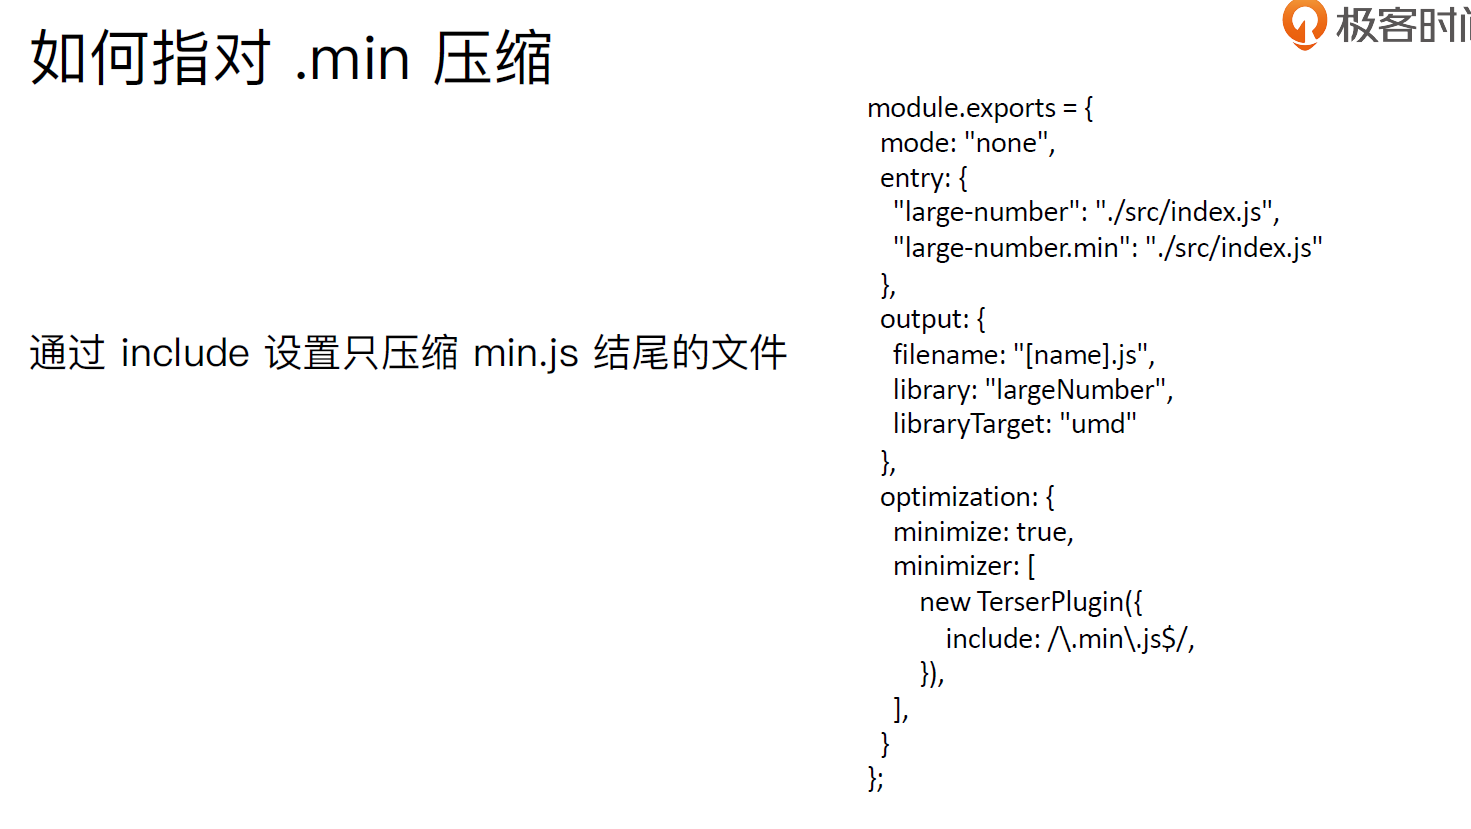 如何指对 .min 压缩
极客时间
通过 include 设置只压缩 min.js 结尾的文件
module.exports = {
mode: "none",
entry: {
"large-number": "./src/index.js",
"large-number.min": "./src/index.js"
},
output: {
filename: "[name].js",
library: "largeNumber",
libraryTarget: "umd"
},
optimization: {
minimize: true,
minimizer: [
new TerserPlugin({
include: /\.min\.js$/,
}),
],
}
};